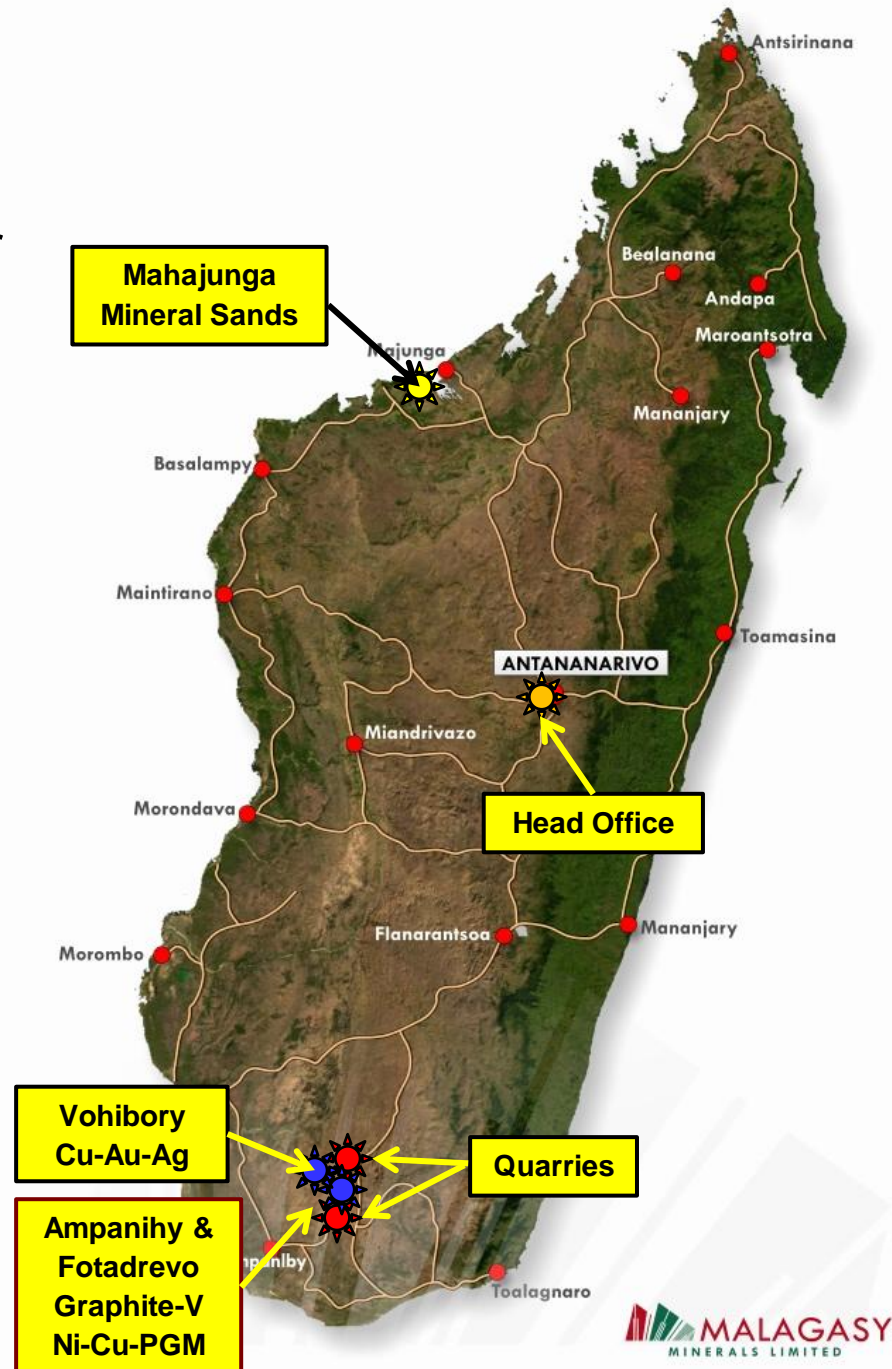 Antsirinana
Bealanana
Andapa
Maroantsotra
Mahajunga
Mineral Sands
Majunga
Mananjary
Basalampy
Maintirano
Toamasina
ANTANANARIVO
Miandrivazo
Head Office
Morondava
Flanarantsoa
Mananjary
Morombo
Vohibory
Cu-Au-Ag
Quarries
Ampanihy &
Fotadrevo
Graphite-V
Ni-Cu-PGM
Toalagnaro
MALAGASY
MINERALS LIMITED